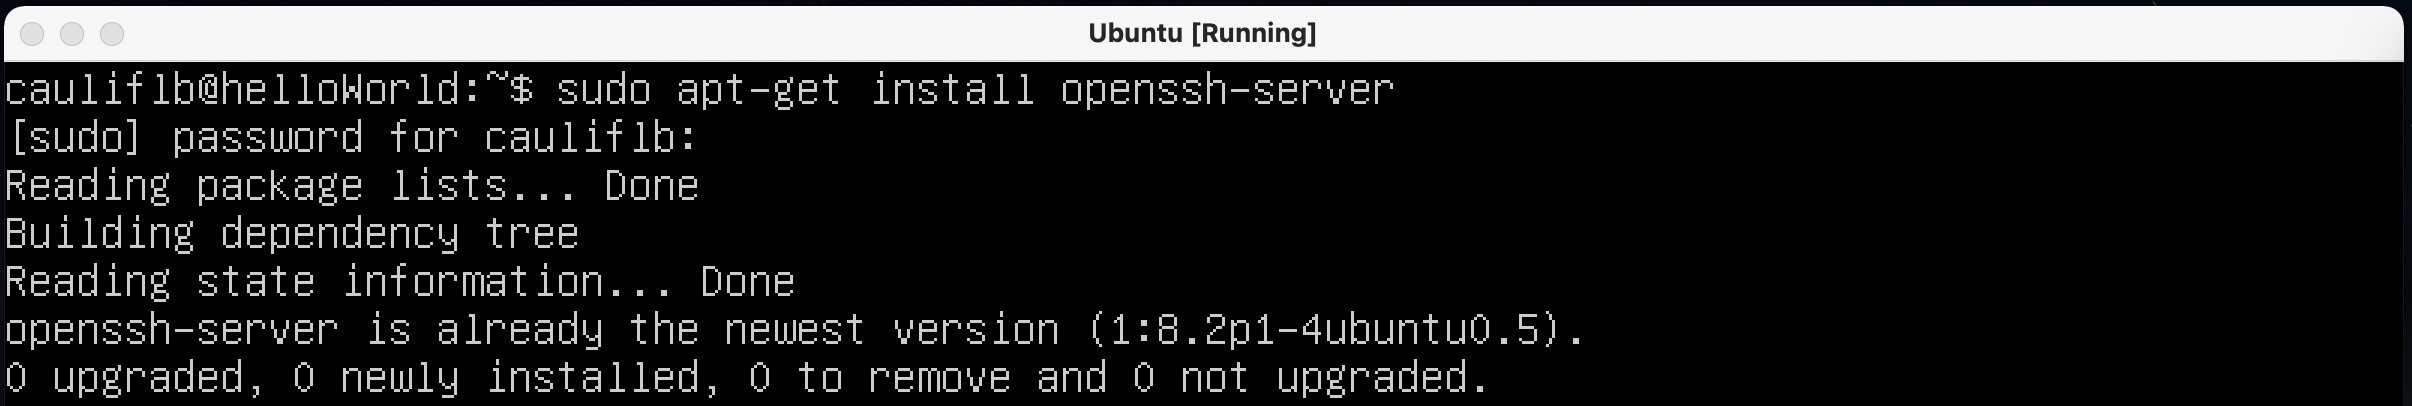 Ubuntu [Running]
cauliflb@helloWorld:~$ sudo apt-get install openssh-server
[sudo] password for cauliflb:
Reading package lists... Done
Building dependency tree
Reading state information... Done
openssh-server is already the newest version (1:8.2p1-4ubuntu0.5).
0 upgraded, 0 newly installed, 0 to remove and 0 not upgraded.